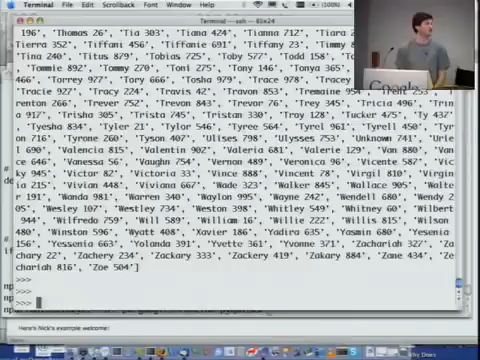 Terminal File Edit Scrollback Font Window Help
Terminal — ssh — 81x24
196', 'Thomas 26', 'Tia 303', 'Tiana 424', 'Tianna 712', 'Tiara
Tierra 352', 'Tiffani 456', 'Tiffanie 691', 'Tiffany 23', 'Timmy
'Tina 240', 'Titus 879', 'Tobias 725', 'Toby 577', 'Todd 158',
, 'Tommie 892', 'Tommy 270', 'Toni 275', 'Tony 146', 'Tonya 365',
466', 'Torrey 977', 'Tory 666', 'Tosha 979', 'Trace 978', 'Trace
'Tracie 927', 'Tracy 224', 'Travis 42', 'Travon 853', 'Tremaine 954
renton 266', 'Trever 752', 'Trevon 843', 'Trevor 76', 'Trey 345', 'Tricia 496', 'Trin
a 917', 'Trisha 305', 'Trista 745', 'Tristan 330', 'Troy 128', 'Tucker 475', 'Ty 437'
, 'Tyesha 834', 'Tyler 21', 'Tylor 546', 'Tyree 564', 'Tyrel 961', 'Tyrell 450', 'Tyr
on 716', 'Tyrone 260', 'Tyson 407', 'Ulises 798', 'Ulysses 753', 'Unknown 741', 'Urie
l 690', 'Valencia 815', 'Valentin 902', 'Valeria 681', 'Valerie 129', 'Van 880', 'Van
ce 646', 'Vanessa 56', 'Vaughn 754', 'Vernon 489', 'Veronica 96', 'Vicente 587', 'Vic
ky 945', 'Victor 82', 'Victoria 33', 'Vince 888', 'Vincent 78', 'Virgil 810', 'Virgin
ia 215', 'Vivian 448', 'Viviana 667', 'Wade 323', 'Walker 845', 'Wallace 905', 'Walte
r 191', 'Wanda 981', 'Warren 340', 'Waylon 995', 'Wayne 242', 'Wendell 680', 'Wendy 2
05', 'Wesley 107', 'Westley 734', 'Weston 398', 'Whitley 549', 'Whitney 60', 'Wilbert
944', 'Wilfredo 759', 'Will 589', 'William 16', 'Willie 222', 'Willis 815', 'Wilson
480', 'Winston 596', 'Wyatt 408', 'Xavier 186', 'Yadira 635', 'Yasmin 680', 'Yesenia
156', 'Yessenia 663', 'Yolanda 391', 'Yvette 361', 'Yvonne 371', 'Zachariah 327', 'Za
chary 22', 'Zachery 234', 'Zackary 333', 'Zackery 419', 'Zakary 884', 'Zane 434', 'Ze
chariah 816', 'Zoe 504']
>>>
>>>
>>>
Here's Nick's example welcome: